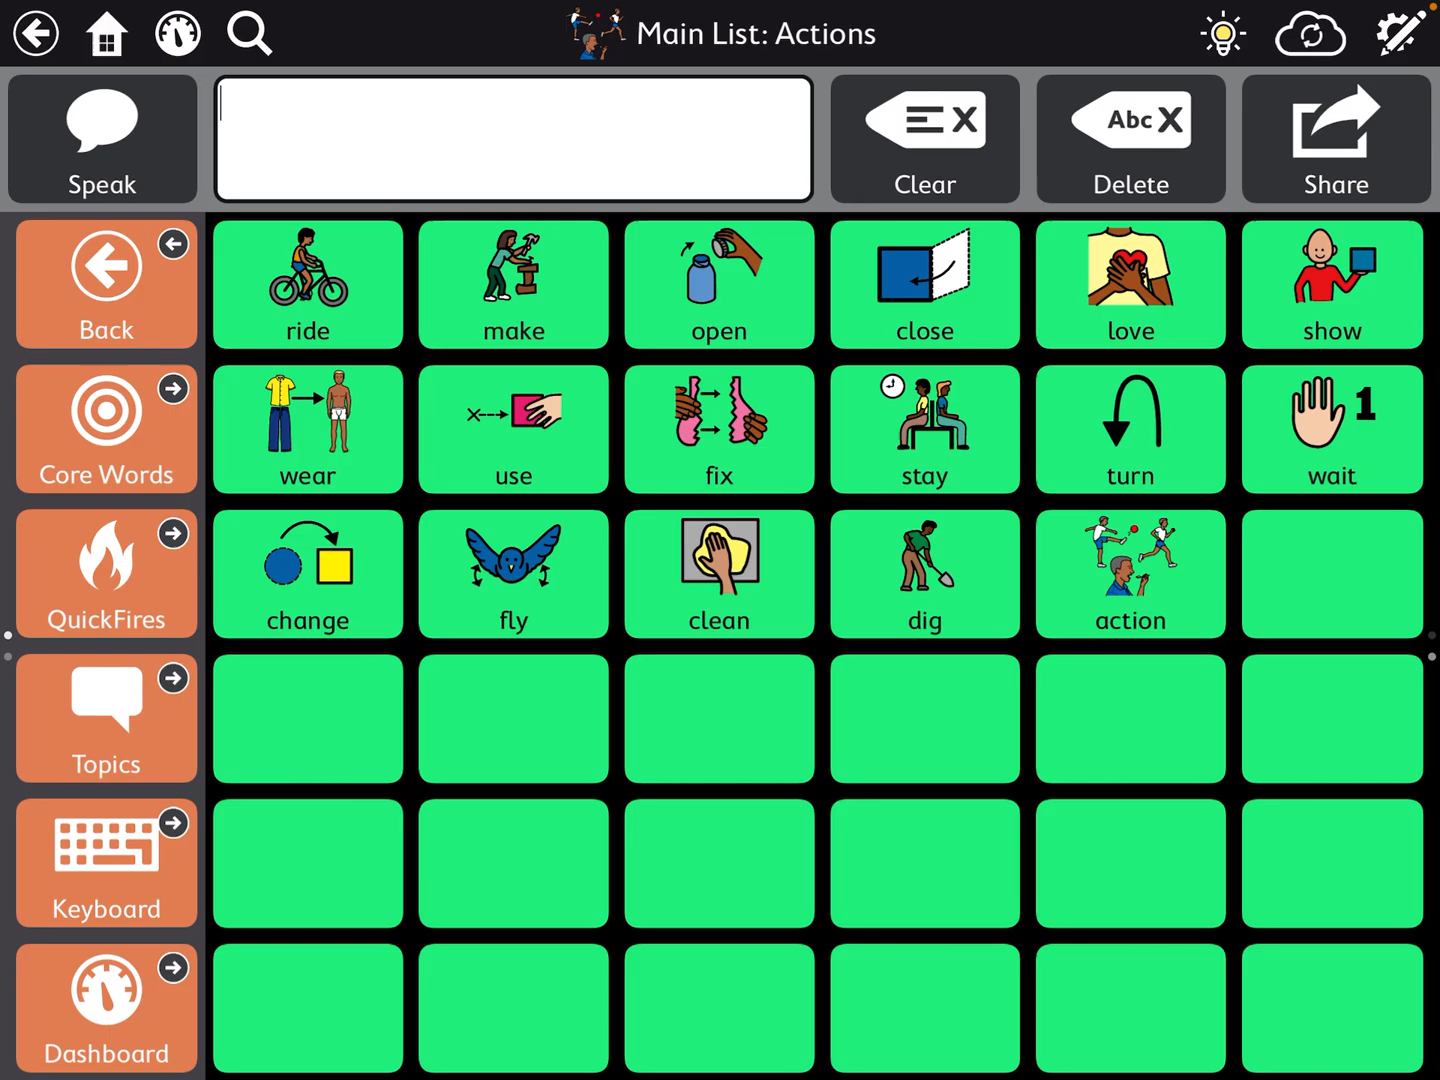 Main List: Actions
Speak
Abc X
Clear
Delete
Share
Back
ride
make
open
close
love
show
Core Words
wear
use
fix
stay
turn
1
wait
QuickFires
change
fly
clean
dig
action
Topics
Keyboard
Dashboard